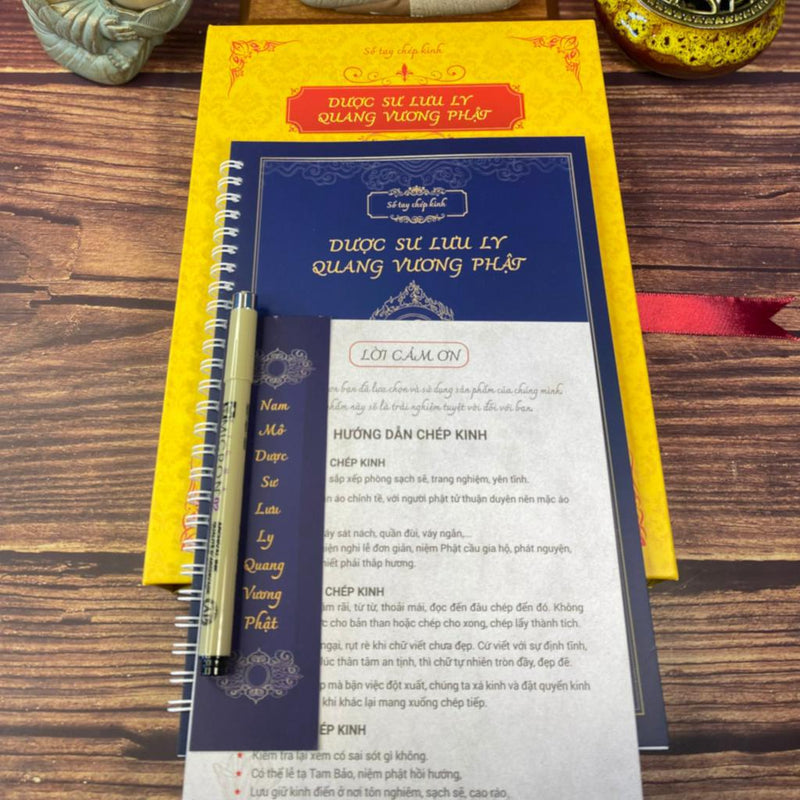 Sổ tay chép kinh
DƯỢC SƯ LƯU LY
QUANG VƯƠNG PHẬT
Sổ tay chép kinh
DƯỢC SƯ LƯU LY
QUANG VƯƠNG PHẬT
LỜI CẢM ƠN
bạn đã lựa chọn và sử dụng sản phẩm của chúng mình.
phẩm này sẽ là trải nghiệm tuyệt vời đối với bạn.
HƯỚNG DẪN CHÉP KINH
CHÉP KINH
sắp xếp phòng sạch sẽ, trang nghiêm, yên tĩnh.
áo chỉnh tề, với người phật tử thuận duyên nên mặc áo
sát nách, quần đùi, váy ngắn,...
nghi lễ đơn giản, niệm Phật cầu gia hộ, phát nguyện,
phải thắp hương.
CHÉP KINH
rãi, từ từ, thoải mái, đọc đến đâu chép đến đó. Không
cho bản thân hoặc chép cho xong, chép lấy thành tích.
ngại, rụt rè khi chữ viết chưa đẹp. Cứ viết với sự định tĩnh,
lúc thân tâm an tịnh, thì chữ tự nhiên tròn đầy, đẹp đẽ.
mà bận việc đột xuất, chúng ta xá kinh và đặt quyển kinh
khi khác lại mang xuống chép tiếp.
CHÉP KINH
Kiểm tra lại xem có sai sót gì không.
Có thể lễ tạ Tam Bảo, niệm phật hồi hướng,
Lưu giữ kinh điển ở nơi tôn nghiêm, sạch sẽ, cao ráo.
Nam
Mô
Dược
Sư
Lưu
Ly
Quang
Vương
Phật